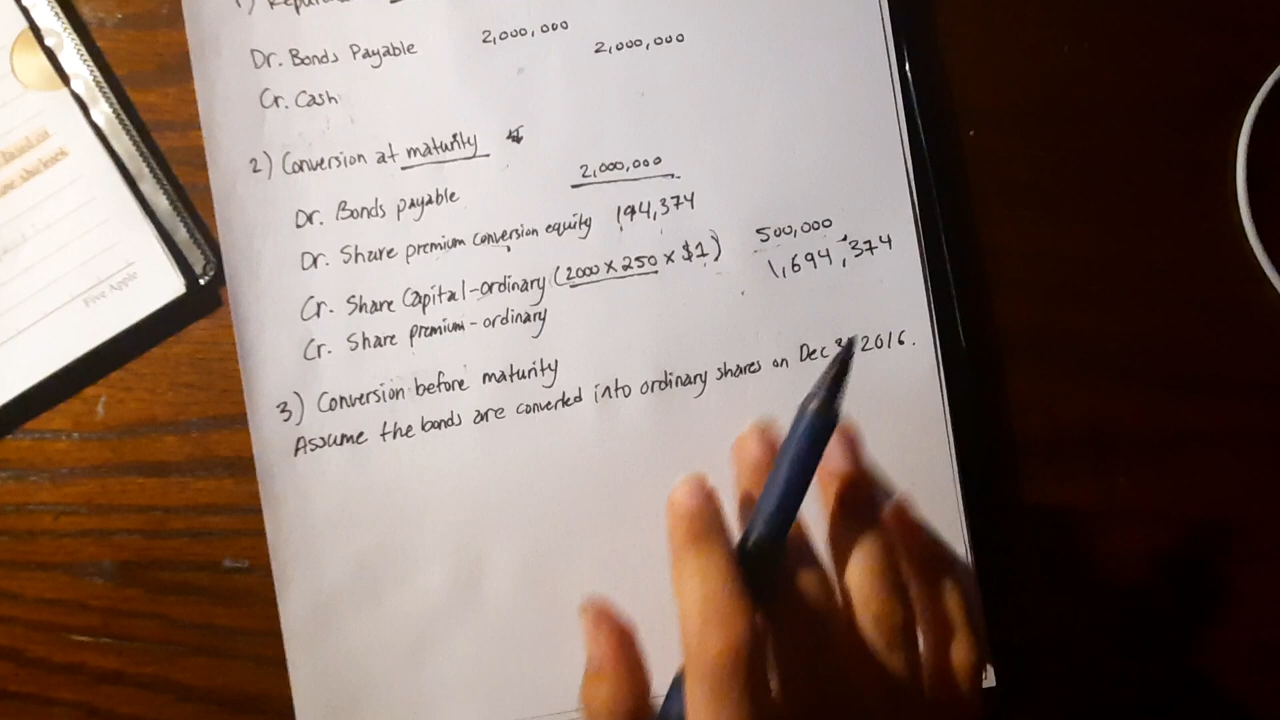 1)
Dr. Bonds Payable 2,000,000
Cr. Cash 2,000,000
2) Conversion at maturity
Dr. Bonds payable 2,000,000
Dr. Share premium conversion equity 194,374
Cr. Share Capital-ordinary (2000 x 250 x $1) 500,000
Cr. Share premium-ordinary 1,694,374
3) Conversion before maturity
Assume the bonds are converted into ordinary shares on Dec 2016.
Five Apple